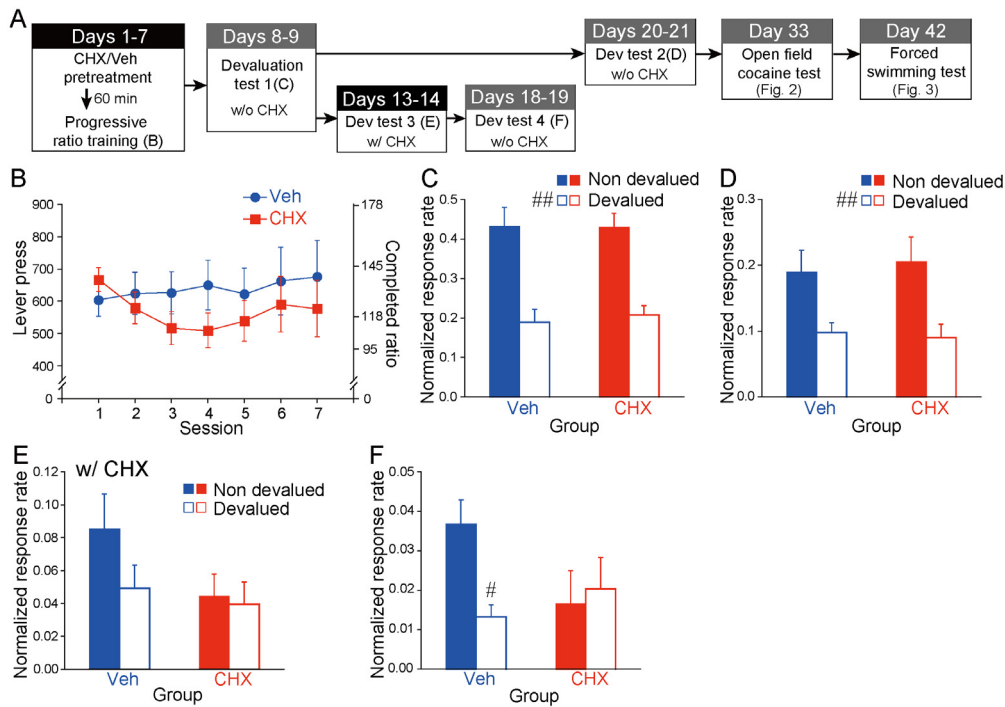 A
Days 1-7
CHX/Veh
pretreatment
60 min
Progressive
ratio training (B)
Days 8-9
Devaluation
test 1(C)
w/o CHX
Days 13-14
Dev test 3 (E)
w/ CHX
Days 18-19
Dev test 4 (F)
w/o CHX
Days 20-21
Dev test 2(D)
w/o CHX
Day 33
Open field
cocaine test
(Fig. 2)
Day 42
Forced
swimming test
(Fig. 3)
B
Veh
CHX
Lever press
900
800
700
600
500
400
0
Completed ratio
178
145
118
95
0
1 2 3 4 5 6 7
Session
C
Non devalued
## Devalued
Normalized response rate
0.5
0.4
0.3
0.2
0.1
0.0
Veh CHX
Group
D
Non devalued
## Devalued
Normalized response rate
0.2
0.1
0.0
Veh CHX
Group
E
w/ CHX
Non devalued
Devalued
Normalized response rate
0.12
0.10
0.08
0.06
0.04
0.02
0.00
Veh CHX
Group
F
Normalized response rate
0.05
0.04
0.03
0.02
0.01
0.00
#
Veh CHX
Group